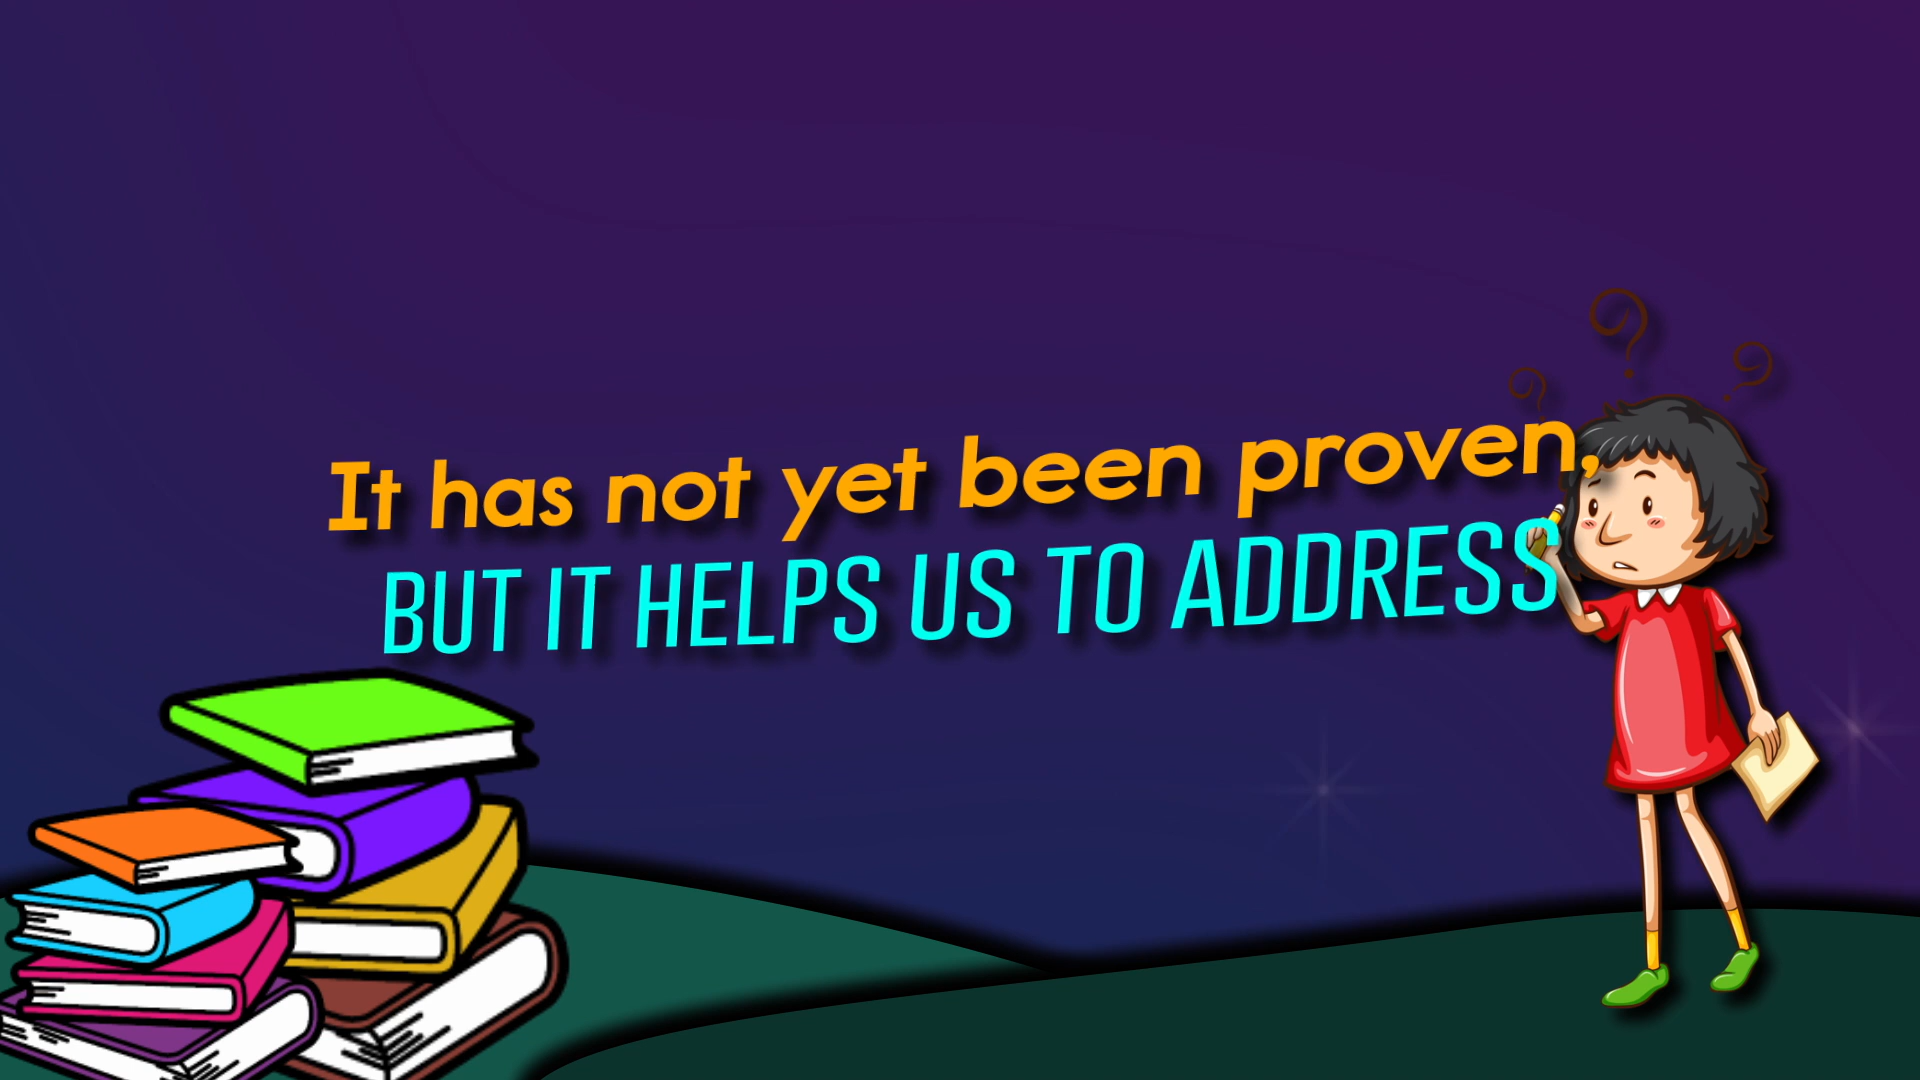 It has not yet been proven,
BUT IT HELPS US TO ADDRESS